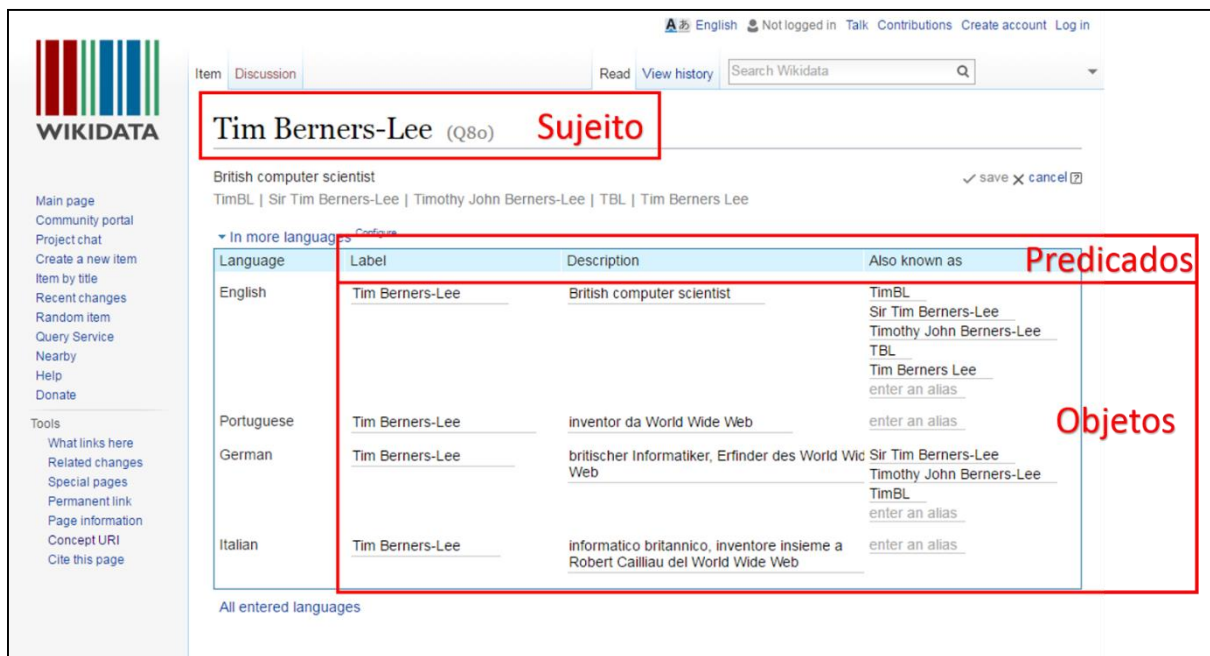 Aあ English Not logged in Talk Contributions Create account Log in
WIKIDATA
Item Discussion Read View history Search Wikidata
Tim Berners-Lee (Q80) Sujeito
British computer scientist
save cancel [?]
TimBL | Sir Tim Berners-Lee | Timothy John Berners-Lee | TBL | Tim Berners Lee
Main page
Community portal
Project chat
Create a new item
Item by title
Recent changes
Random item
Query Service
Nearby
Help
Donate
Tools
What links here
Related changes
Special pages
Permanent link
Page information
Concept URI
Cite this page
In more languages Configure
Language Label Description Also known as Predicados
English Tim Berners-Lee British computer scientist TimBL
Sir Tim Berners-Lee
Timothy John Berners-Lee
TBL
Tim Berners Lee
enter an alias
Objetos
Portuguese Tim Berners-Lee inventor da World Wide Web enter an alias
German Tim Berners-Lee britischer Informatiker, Erfinder des World Wid Sir Tim Berners-Lee
Web Timothy John Berners-Lee
TimBL
enter an alias
Italian Tim Berners-Lee informatico britannico, inventore insieme a enter an alias
Robert Cailliau del World Wide Web
All entered languages